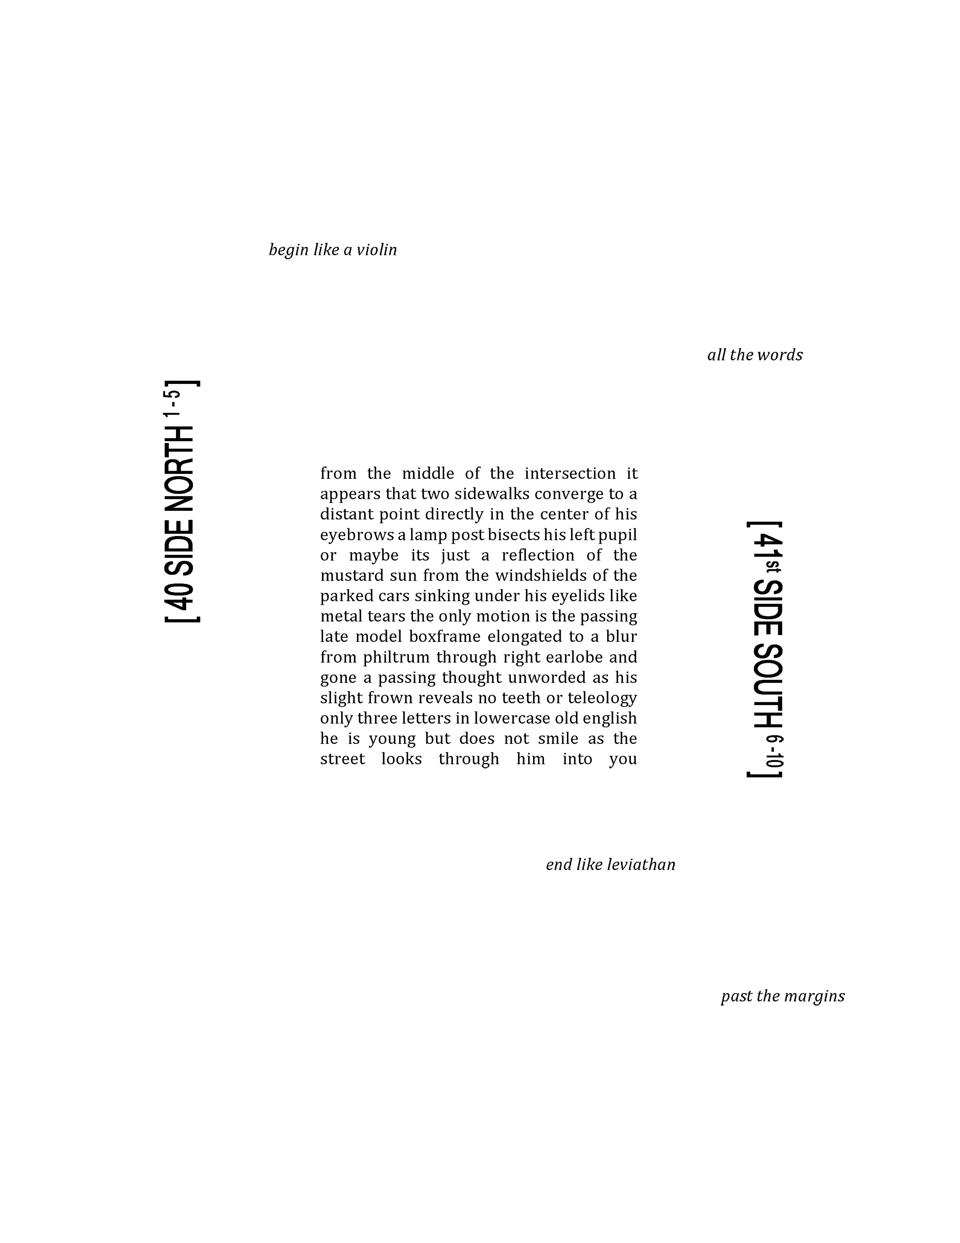 begin like a violin
all the words
[ 40 SIDE NORTH 1 - 5 ]
from the middle of the intersection it
appears that two sidewalks converge to a
distant point directly in the center of his
eyebrows a lamp post bisects his left pupil
or maybe its just a reflection of the
mustard sun from the windshields of the
parked cars sinking under his eyelids like
metal tears the only motion is the passing
late model boxframe elongated to a blur
from philtrum through right earlobe and
gone a passing thought unworded as his
slight frown reveals no teeth or teleology
only three letters in lowercase old english
he is young but does not smile as the
street looks through him into you
[ 41st SIDE SOUTH 6 -10 ]
end like leviathan
past the margins